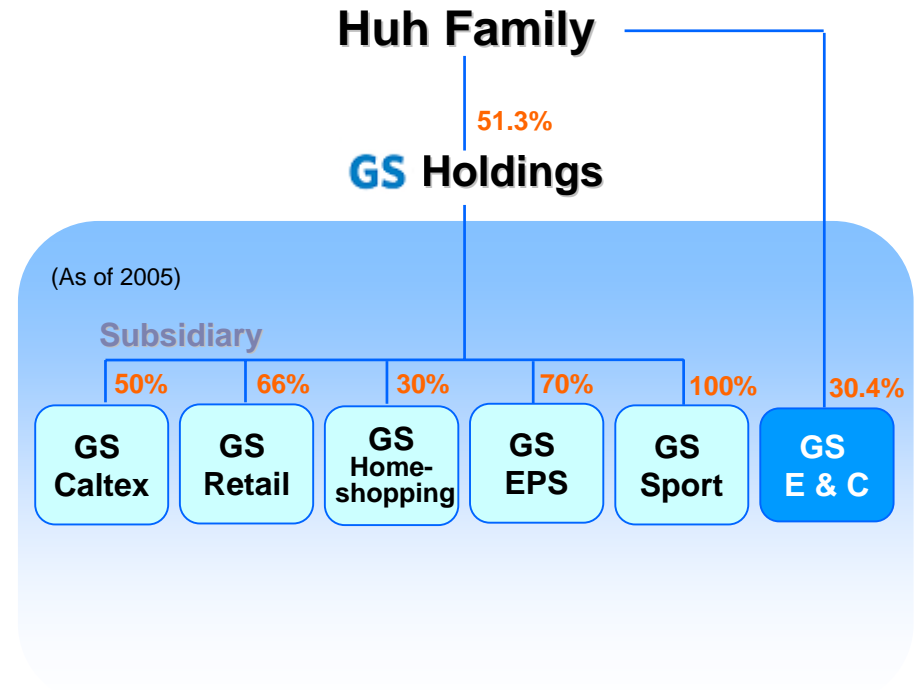 Huh Family
51.3%
GS Holdings
(As of 2005)
Subsidiary
50%
66%
30%
70%
100%
30.4%
GS
Caltex
GS
Retail
GS
Home-
shopping
GS
EPS
GS
Sport
GS
E & C